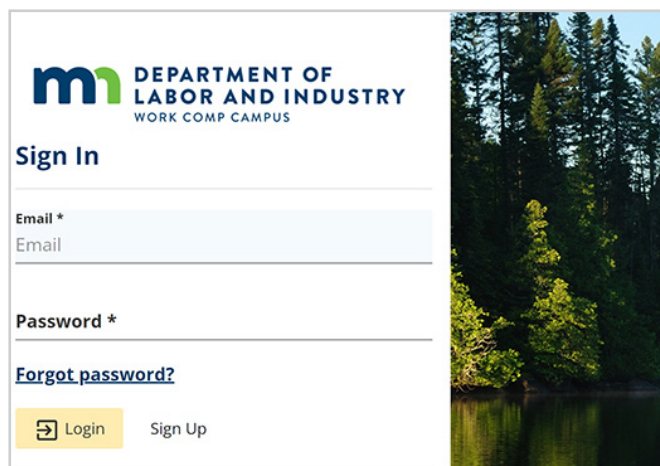 mn DEPARTMENT OF
LABOR AND INDUSTRY
WORK COMP CAMPUS
Sign In
Email *
Email
Password *
Forgot password?
Login Sign Up